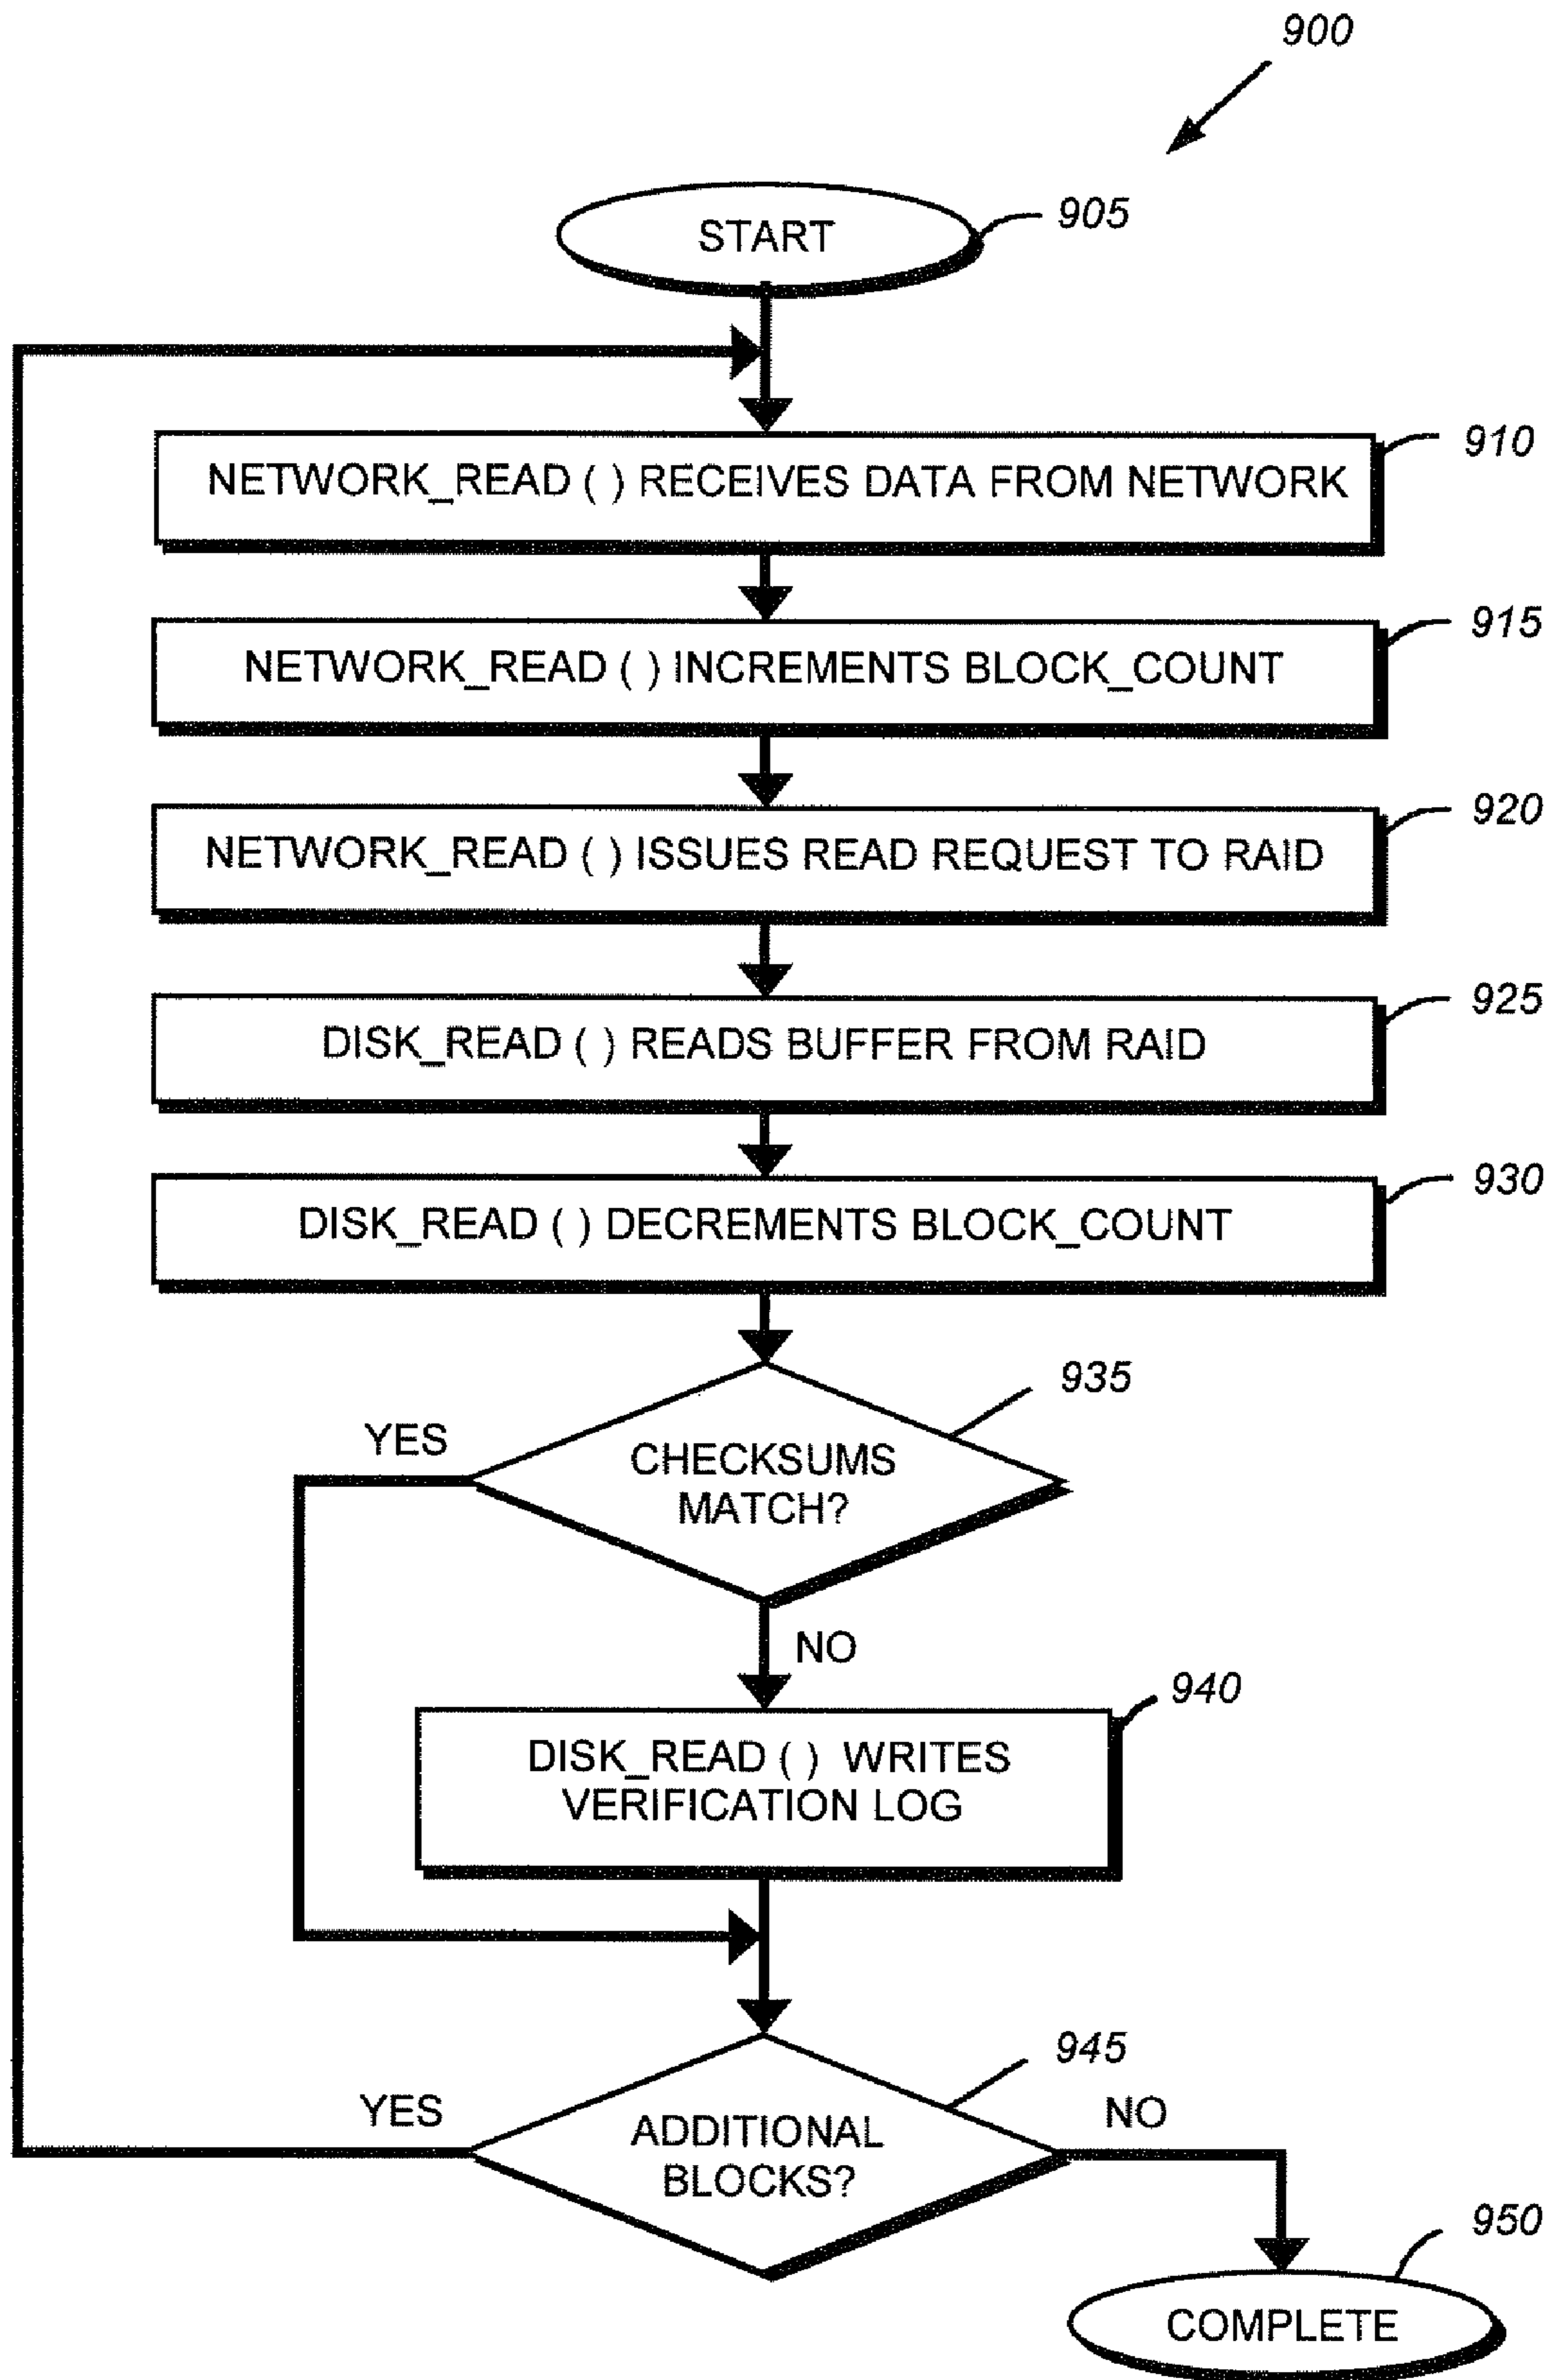 900
START
905
NETWORK_READ ( ) RECEIVES DATA FROM NETWORK
910
NETWORK_READ ( ) INCREMENTS BLOCK_COUNT
915
NETWORK_READ ( ) ISSUES READ REQUEST TO RAID
920
DISK_READ ( ) READS BUFFER FROM RAID
925
DISK_READ ( ) DECREMENTS BLOCK_COUNT
930
935
YES
CHECKSUMS
MATCH?
NO
940
DISK_READ ( ) WRITES
VERIFICATION LOG
945
YES
NO
ADDITIONAL
BLOCKS?
950
COMPLETE